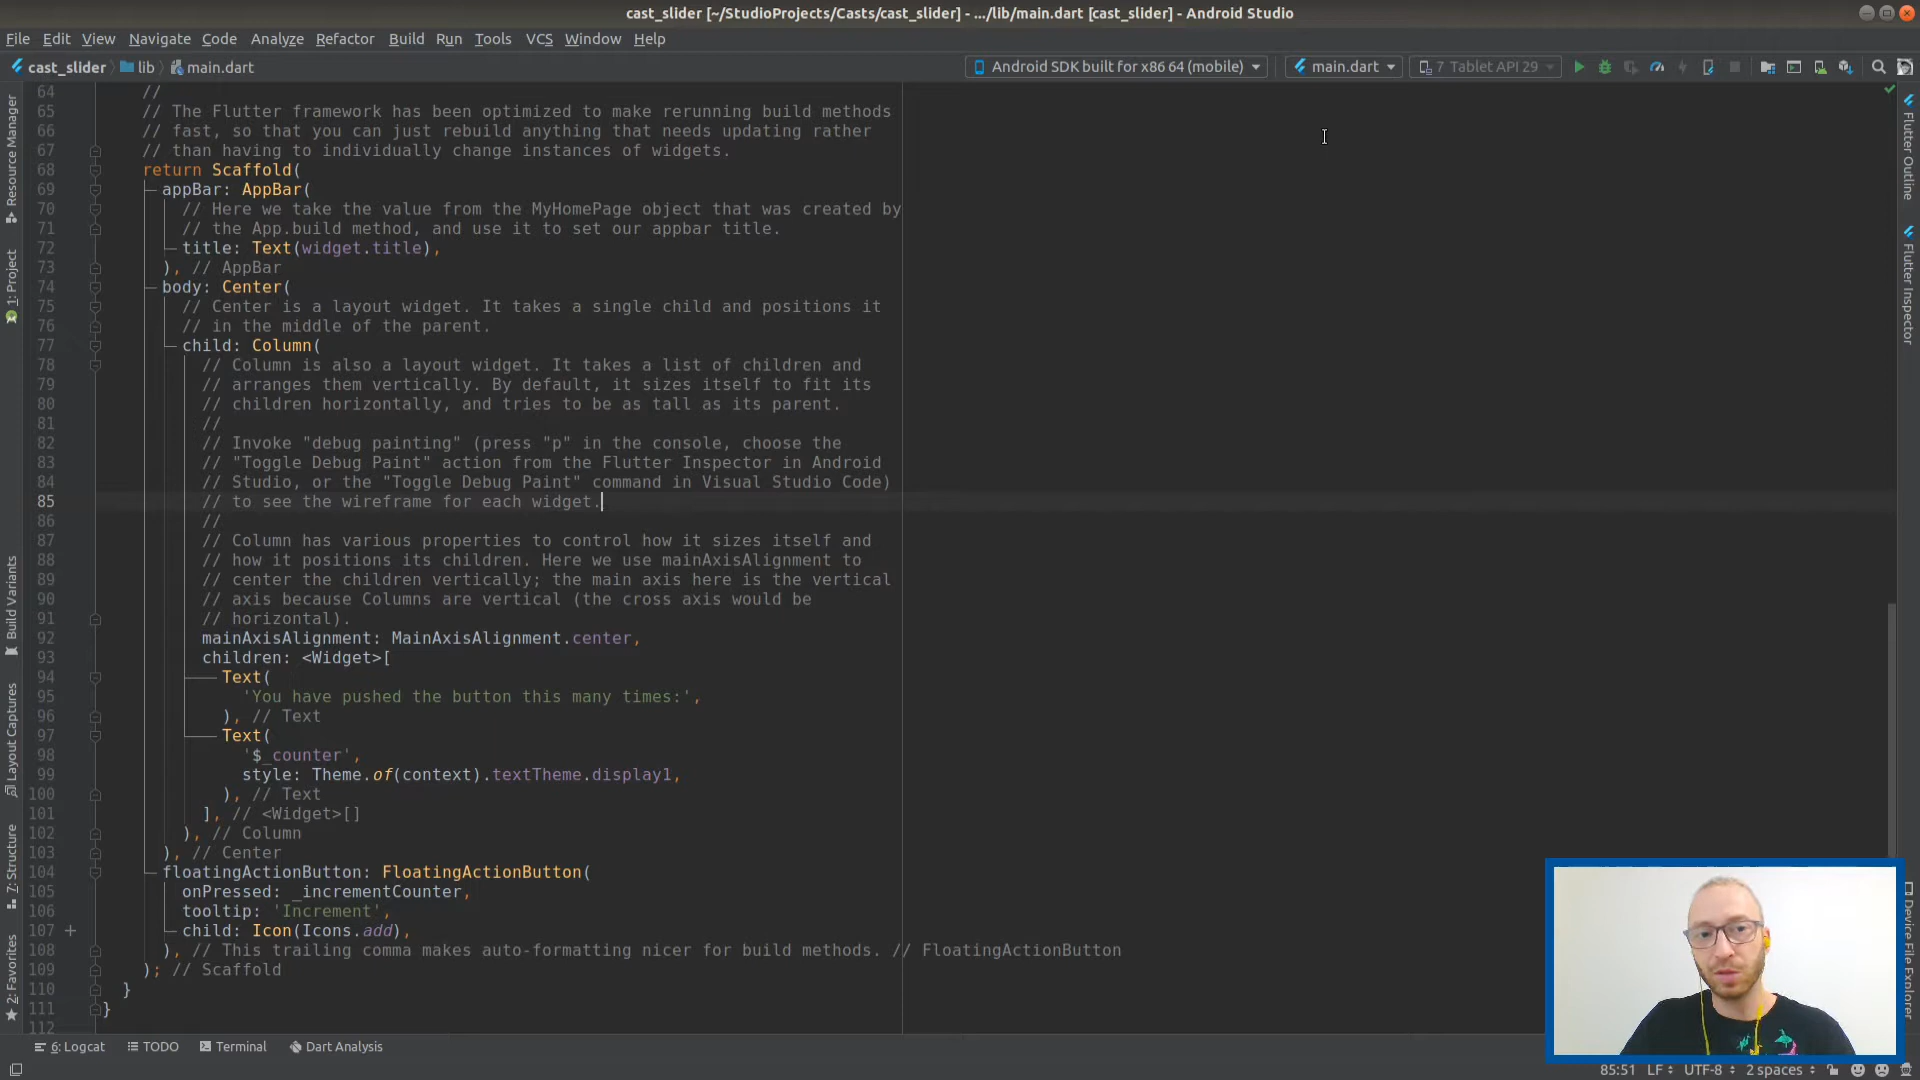 cast_slider [~/StudioProjects/Casts/cast_slider] - .../lib/main.dart [cast_slider] - Android Studio
File Edit View Navigate Code Analyze Refactor Build Run Tools VCS Window Help
cast_slider lib main.dart Android SDK built for x86 64 (mobile) main.dart 7 Tablet API 29
64 //
65 // The Flutter framework has been optimized to make rerunning build methods
66 // fast, so that you can just rebuild anything that needs updating rather
67 // than having to individually change instances of widgets.
68 return Scaffold(
69 appBar: AppBar(
70 // Here we take the value from the MyHomePage object that was created by
71 // the App.build method, and use it to set our appbar title.
72 title: Text(widget.title),
73 ), // AppBar
74 body: Center(
75 // Center is a layout widget. It takes a single child and positions it
76 // in the middle of the parent.
77 child: Column(
78 // Column is also a layout widget. It takes a list of children and
79 // arranges them vertically. By default, it sizes itself to fit its
80 // children horizontally, and tries to be as tall as its parent.
81 //
82 // Invoke "debug painting" (press "p" in the console, choose the
83 // "Toggle Debug Paint" action from the Flutter Inspector in Android
84 // Studio, or the "Toggle Debug Paint" command in Visual Studio Code)
85 // to see the wireframe for each widget.
86 //
87 // Column has various properties to control how it sizes itself and
88 // how it positions its children. Here we use mainAxisAlignment to
89 // center the children vertically; the main axis here is the vertical
90 // axis because Columns are vertical (the cross axis would be
91 // horizontal).
92 mainAxisAlignment: MainAxisAlignment.center,
93 children: <Widget>[
94 Text(
95 'You have pushed the button this many times:',
96 ), // Text
97 Text(
98 '$_counter',
99 style: Theme.of(context).textTheme.display1,
100 ), // Text
101 ], // <Widget>[]
102 ), // Column
103 ), // Center
104 floatingActionButton: FloatingActionButton(
105 onPressed: _incrementCounter,
106 tooltip: 'Increment',
107 child: Icon(Icons.add),
108 ), // This trailing comma makes auto-formatting nicer for build methods. // FloatingActionButton
109 ); // Scaffold
110 }
111 }
112
Resource Manager
1: Project
Build Variants
Layout Captures
7: Structure
2: Favorites
Flutter Outline
Flutter Inspector
Device File Explorer
6: Logcat TODO Terminal Dart Analysis
85:51 LF UTF-8 2 spaces